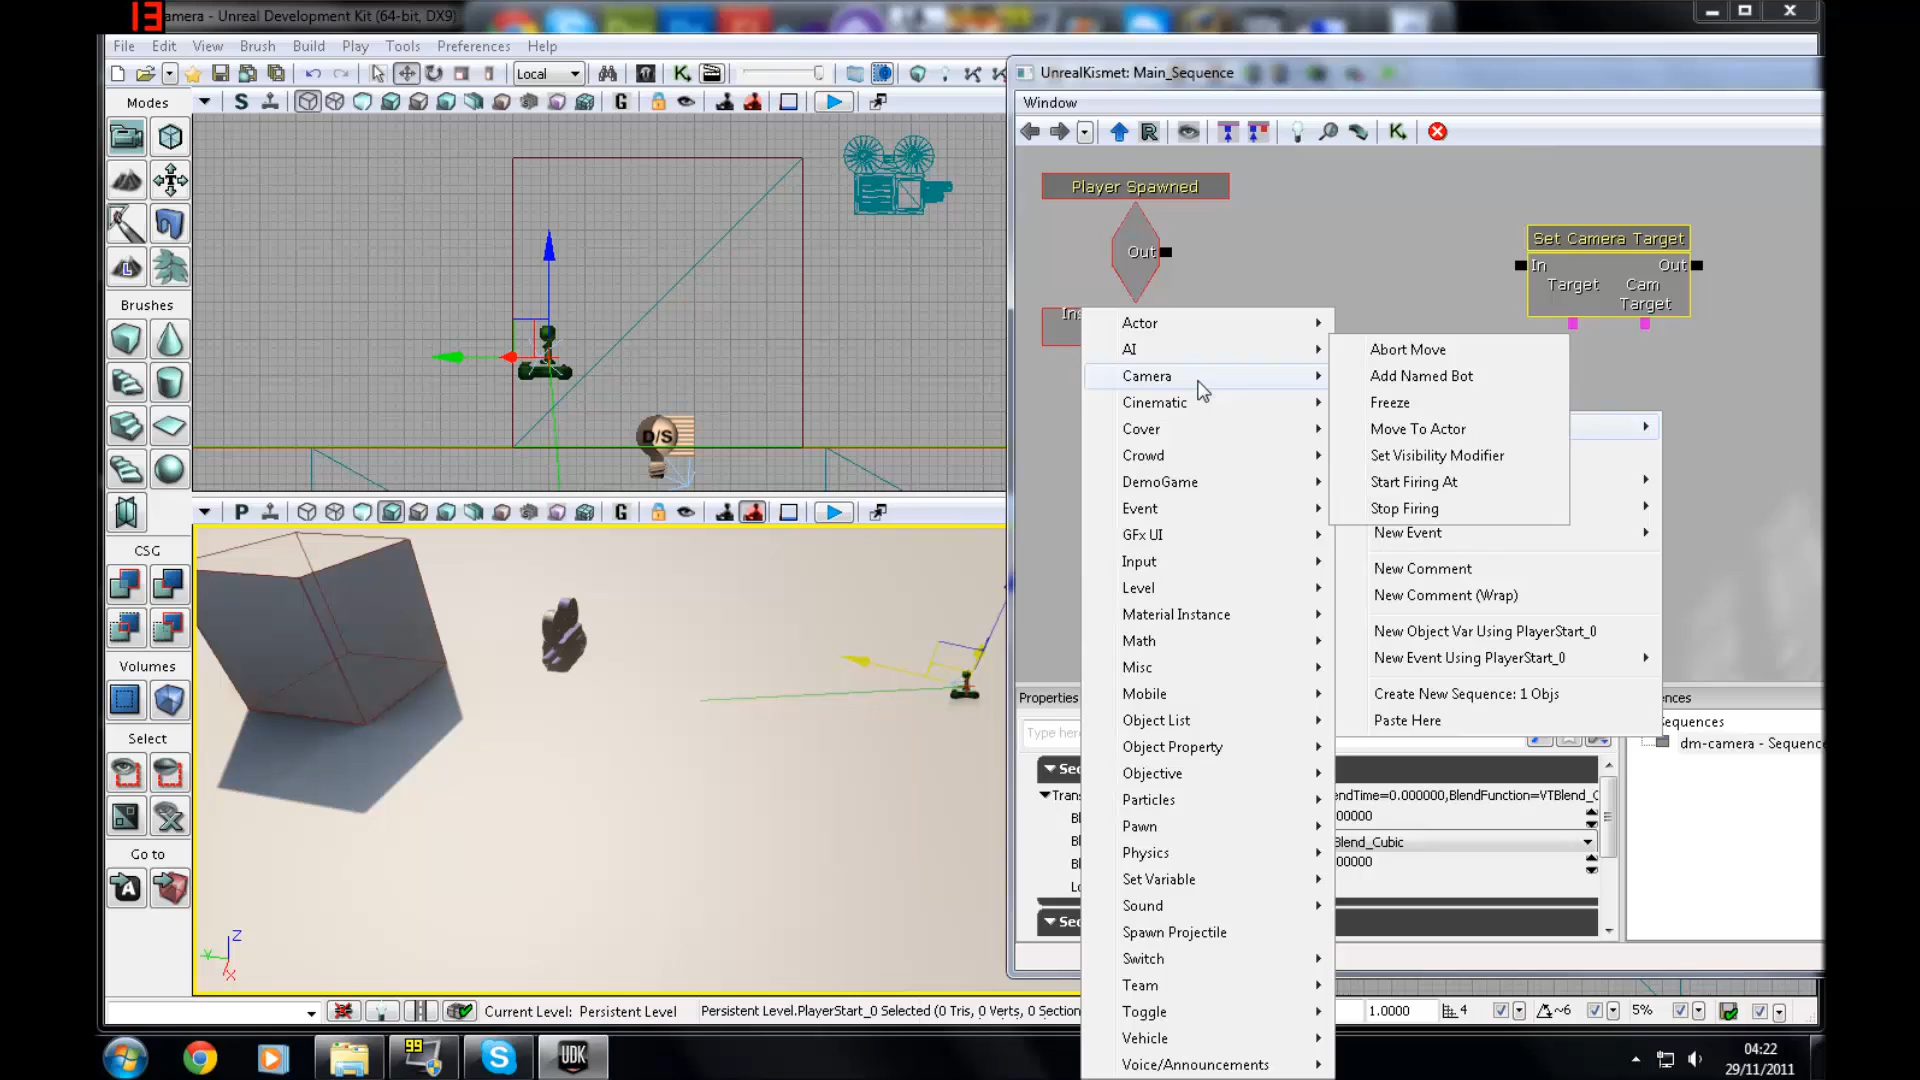 13
amera - Unreal Development Kit (64-bit, DX9)
File Edit View Brush Build Play Tools Preferences Help
Local
Modes
S
G
D/S
P
G
Brushes
CSG
Volumes
Select
Go to
Z
Y
X
UnrealKismet: Main_Sequence
Window
R
Player Spawned
Out
Ins
Set Camera Target
In Out
Target Cam
Target
Actor
AI
Camera
Cinematic
Cover
Crowd
DemoGame
Event
GFx UI
Input
Level
Material Instance
Math
Misc
Mobile
Object List
Object Property
Objective
Particles
Pawn
Physics
Set Variable
Sound
Spawn Projectile
Switch
Team
Toggle
Vehicle
Voice/Announcements
Abort Move
Add Named Bot
Freeze
Move To Actor
Set Visibility Modifier
Start Firing At
Stop Firing
New Event
New Comment
New Comment (Wrap)
New Object Var Using PlayerStart_0
New Event Using PlayerStart_0
Create New Sequence: 1 Objs
Paste Here
Properties
Type here
Sec
Trans
Bl
Bl
Bl
Lo
Sec
endTime=0.000000,BlendFunction=VTBlend_C
00000
Blend_Cubic
00000
ences
Sequences
dm-camera - Sequence
Current Level: Persistent Level
Persistent Level.PlayerStart_0 Selected (0 Tris, 0 Verts, 0 Section
1.0000
4
~6
5%
99
UDK
04:22
29/11/2011